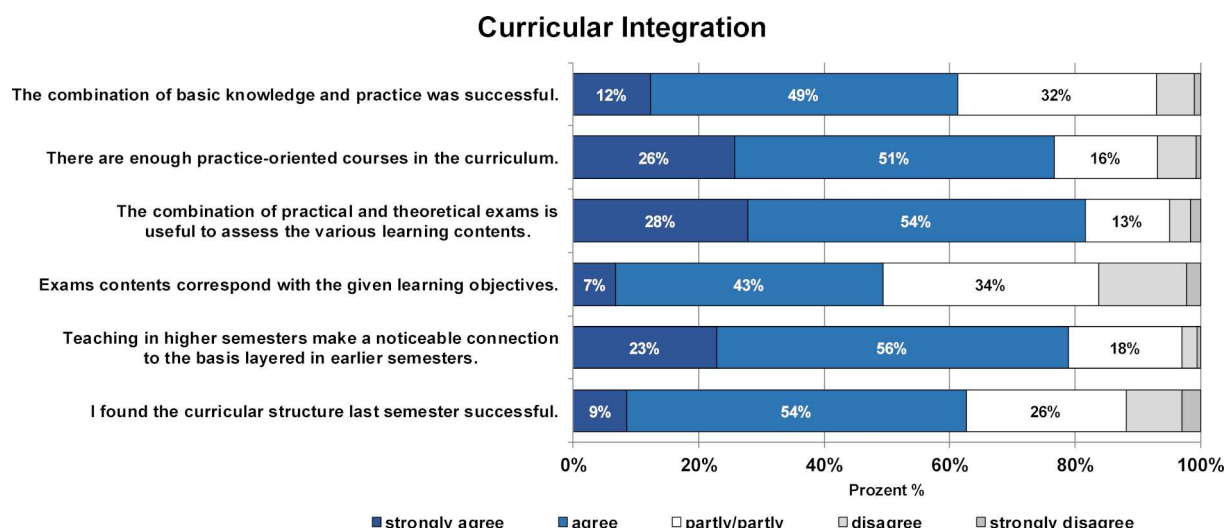 Curricular Integration
The combination of basic knowledge and practice was successful.
12% 49% 32%
There are enough practice-oriented courses in the curriculum.
26% 51% 16%
The combination of practical and theoretical exams is
useful to assess the various learning contents.
28% 54% 13%
Exams contents correspond with the given learning objectives.
7% 43% 34%
Teaching in higher semesters make a noticeable connection
to the basis layered in earlier semesters.
23% 56% 18%
I found the curricular structure last semester successful.
9% 54% 26%
0% 20% 40% 60% 80% 100%
Prozent %
strongly agree agree partly/partly disagree strongly disagree